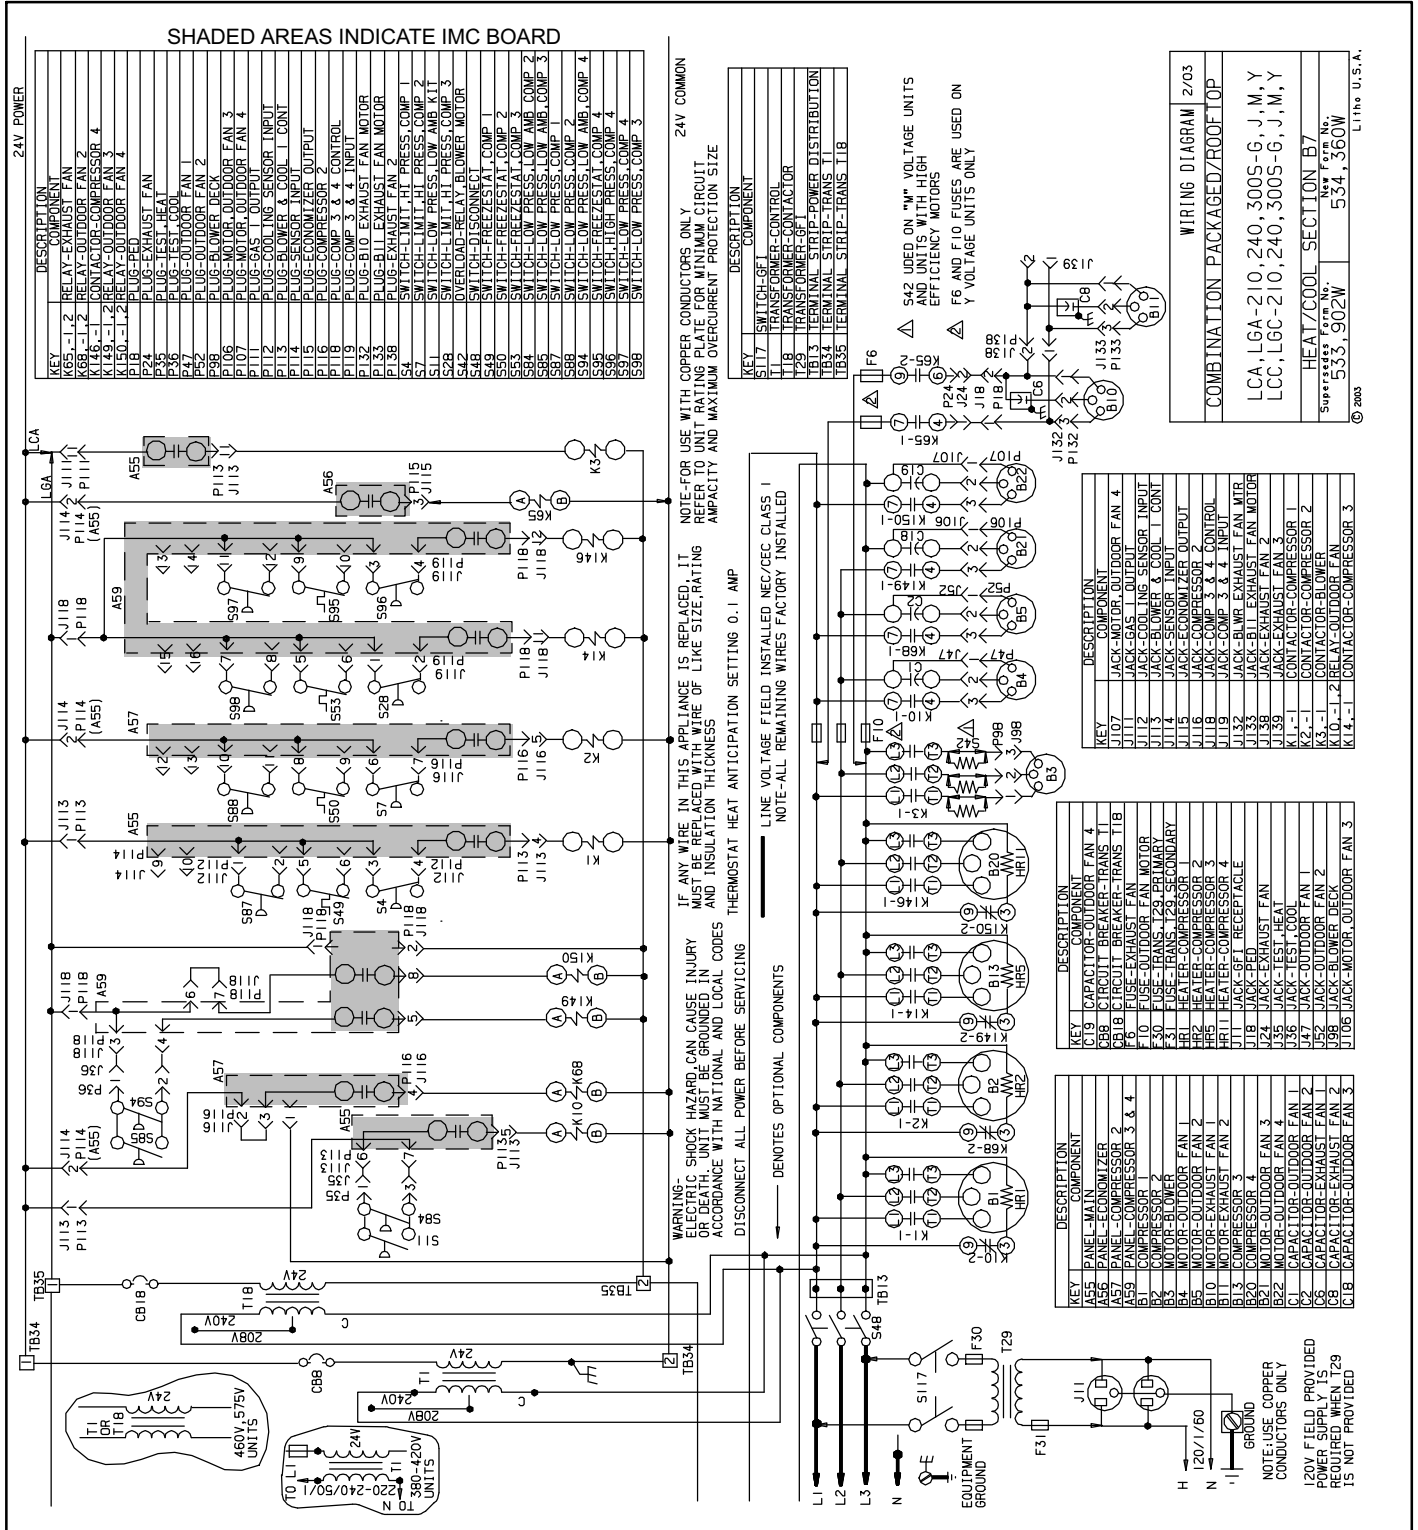 SHADED AREAS INDICATE IMC BOARD
24V POWER
24V COMMON
DESCRIPTION
KEY COMPONENT
K65,-1,2 RELAY-EXHAUST FAN
K68,-1,2 RELAY-OUTDOOR FAN 2
K146,-1 CONTACTOR-COMPRESSOR 4
K149,-1,2 RELAY-OUTDOOR FAN 3
K150,-1,2 RELAY-OUTDOOR FAN 4
P18 PLUG-PED
P24 PLUG-EXHAUST FAN
P35 PLUG-TEST,HEAT
P36 PLUG-TEST,COOL
P47 PLUG-OUTDOOR FAN 1
P52 PLUG-OUTDOOR FAN 2
P98 PLUG-BLOWER DECK
P106 PLUG-MOTOR,OUTDOOR FAN 3
P107 PLUG-MOTOR,OUTDOOR FAN 4
P111 PLUG-GAS 1 OUTPUT
P112 PLUG-COOLING SENSOR INPUT
P113 PLUG-BLOWER & COOL 1 CONT
P114 PLUG-SENSOR INPUT
P115 PLUG-ECONOMIZER OUTPUT
P116 PLUG-COMPRESSOR 2
P118 PLUG-COMP 3 & 4 CONTROL
P119 PLUG-COMP 3 & 4 INPUT
P132 PLUG-B10 EXHAUST FAN MOTOR
P133 PLUG-B11 EXHAUST FAN MOTOR
P138 PLUG-EXHAUST FAN 2
S4 SWITCH-LIMIT,HI PRESS,COMP 1
S7 SWITCH-LIMIT,HI PRESS,COMP 2
S11 SWITCH-LOW PRESS,LOW AMB KIT
S28 SWITCH-LIMIT,HI PRESS,COMP 3
S42 OVERLOAD-RELAY,BLOWER MOTOR
S48 SWITCH-DISCONNECT
S49 SWITCH-FREEZESTAT,COMP 1
S50 SWITCH-FREEZESTAT,COMP 2
S53 SWITCH-FREEZESTAT,COMP 3
S84 SWITCH-LOW PRESS,LOW AMB,COMP 2
S85 SWITCH-LOW PRESS,LOW AMB,COMP 3
S87 SWITCH-LOW PRESS,COMP 1
S88 SWITCH-LOW PRESS,COMP 2
S94 SWITCH-LOW PRESS,LOW AMB,COMP 4
S95 SWITCH-FREEZESTAT,COMP 4
S96 SWITCH-HIGH PRESS,COMP 4
S97 SWITCH-LOW PRESS,COMP 4
S98 SWITCH-LOW PRESS,COMP 3
DESCRIPTION
KEY COMPONENT
S117 SWITCH-GFI
T1 TRANSFORMER-CONTROL
T18 TRANSFORMER-CONTACTOR
T29 TRANSFORMER-GFI
TB13 TERMINAL STRIP-POWER DISTRIBUTION
TB34 TERMINAL STRIP-TRANS T1
TB35 TERMINAL STRIP-TRANS T18
1 S42 UDED ON "M" VOLTAGE UNITS
AND UNITS WITH HIGH
EFFICIENCY MOTORS
2 F6 AND F10 FUSES ARE USED ON
Y VOLTAGE UNITS ONLY
WIRING DIAGRAM 2/03
COMBINATION PACKAGED/ROOFTOP
LCA,LGA-210,240,300S-G,J,M,Y
LCC,LGC-210,240,300S-G,J,M,Y
HEAT/COOL SECTION B7
Supersedes Form No. New Form No.
533,902W 534,360W
© 2003
Litho U.S.A.
NOTE-FOR USE WITH COPPER CONDUCTORS ONLY
REFER TO UNIT RATING PLATE FOR MINIMUM CIRCUIT
AMPACITY AND MAXIMUM OVERCURRENT PROTECTION SIZE
IF ANY WIRE IN THIS APPLIANCE IS REPLACED, IT
MUST BE REPLACED WITH WIRE OF LIKE SIZE,RATING
AND INSULATION THICKNESS
THERMOSTAT HEAT ANTICIPATION SETTING 0.1 AMP
LINE VOLTAGE FIELD INSTALLED NEC/CEC CLASS 1
NOTE-ALL REMAINING WIRES FACTORY INSTALLED
WARNING-
ELECTRIC SHOCK HAZARD,CAN CAUSE INJURY
OR DEATH. UNIT MUST BE GROUNDED IN
ACCORDANCE WITH NATIONAL AND LOCAL CODES
DISCONNECT ALL POWER BEFORE SERVICING
DENOTES OPTIONAL COMPONENTS
DESCRIPTION
KEY COMPONENT
J107 JACK-MOTOR,OUTDOOR FAN 4
J111 JACK-GAS 1 OUTPUT
J112 JACK-COOLING SENSOR INPUT
J113 JACK-BLOWER & COOL 1 CONT
J114 JACK-SENSOR INPUT
J115 JACK-ECONOMIZER OUTPUT
J116 JACK-COMPRESSOR 2
J118 JACK-COMP 3 & 4 CONTROL
J119 JACK-COMP 3 & 4 INPUT
J132 JACK-BLWR EXHAUST FAN MTR
J133 JACK-B11 EXHAUST FAN MOTOR
J138 JACK-EXHAUST FAN 2
J139 JACK-EXHAUST FAN 3
K1,-1 CONTACTOR-COMPRESSOR 1
K2,-1 CONTACTOR-COMPRESSOR 2
K3,-1 CONTACTOR-BLOWER
K10,-1,2 RELAY-OUTDOOR FAN
K14,-1 CONTACTOR-COMPRESSOR 3
DESCRIPTION
KEY COMPONENT
C19 CAPACITOR-OUTDOOR FAN 4
CB8 CIRCUIT BREAKER-TRANS T1
CB18 CIRCUIT BREAKER-TRANS T18
F6 FUSE-EXHAUST FAN
F10 FUSE-OUTDOOR FAN MOTOR
F30 FUSE-TRANS,T29,PRIMARY
F31 FUSE-TRANS,T29,SECONDARY
HR1 HEATER-COMPRESSOR 1
HR2 HEATER-COMPRESSOR 2
HR5 HEATER-COMPRESSOR 3
HR11 HEATER-COMPRESSOR 4
J11 JACK-GFI RECEPTACLE
J18 JACK-PED
J24 JACK-EXHAUST FAN
J35 JACK-TEST,HEAT
J36 JACK-TEST,COOL
J47 JACK-OUTDOOR FAN 1
J52 JACK-OUTDOOR FAN 2
J98 JACK-BLOWER DECK
J106 JACK-MOTOR,OUTDOOR FAN 3
DESCRIPTION
KEY COMPONENT
A55 PANEL-MAIN
A56 PANEL-ECONOMIZER
A57 PANEL-COMPRESSOR 2
A59 PANEL-COMPRESSOR 3 & 4
B1 COMPRESSOR 1
B2 COMPRESSOR 2
B3 MOTOR-BLOWER
B4 MOTOR-OUTDOOR FAN 1
B5 MOTOR-OUTDOOR FAN 2
B10 MOTOR-EXHAUST FAN 1
B11 MOTOR-EXHAUST FAN 2
B13 COMPRESSOR 3
B20 COMPRESSOR 4
B21 MOTOR-OUTDOOR FAN 3
B22 MOTOR-OUTDOOR FAN 4
C1 CAPACITOR-OUTDOOR FAN 1
C2 CAPACITOR-OUTDOOR FAN 2
C6 CAPACITOR-EXHAUST FAN 1
C8 CAPACITOR-EXHAUST FAN 2
C18 CAPACITOR-OUTDOOR FAN 3
NOTE:USE COPPER
CONDUCTORS ONLY
120V FIELD PROVIDED
POWER SUPPLY IS
REQUIRED WHEN T29
IS NOT PROVIDED
EQUIPMENT
GROUND
GROUND
120/1/60
H
N
L1
L2
L3
N
T1
OR
T18
24V
460V,575V
UNITS
TO L1
24V
220-240/50/1
T1
TO N
380-420V
UNITS
TB34
TB35
CB18
CB8
T18
T1
24V
240V
208V
C
S48
TB13
S117
F30
F31
T29
J11
LCA
LGA